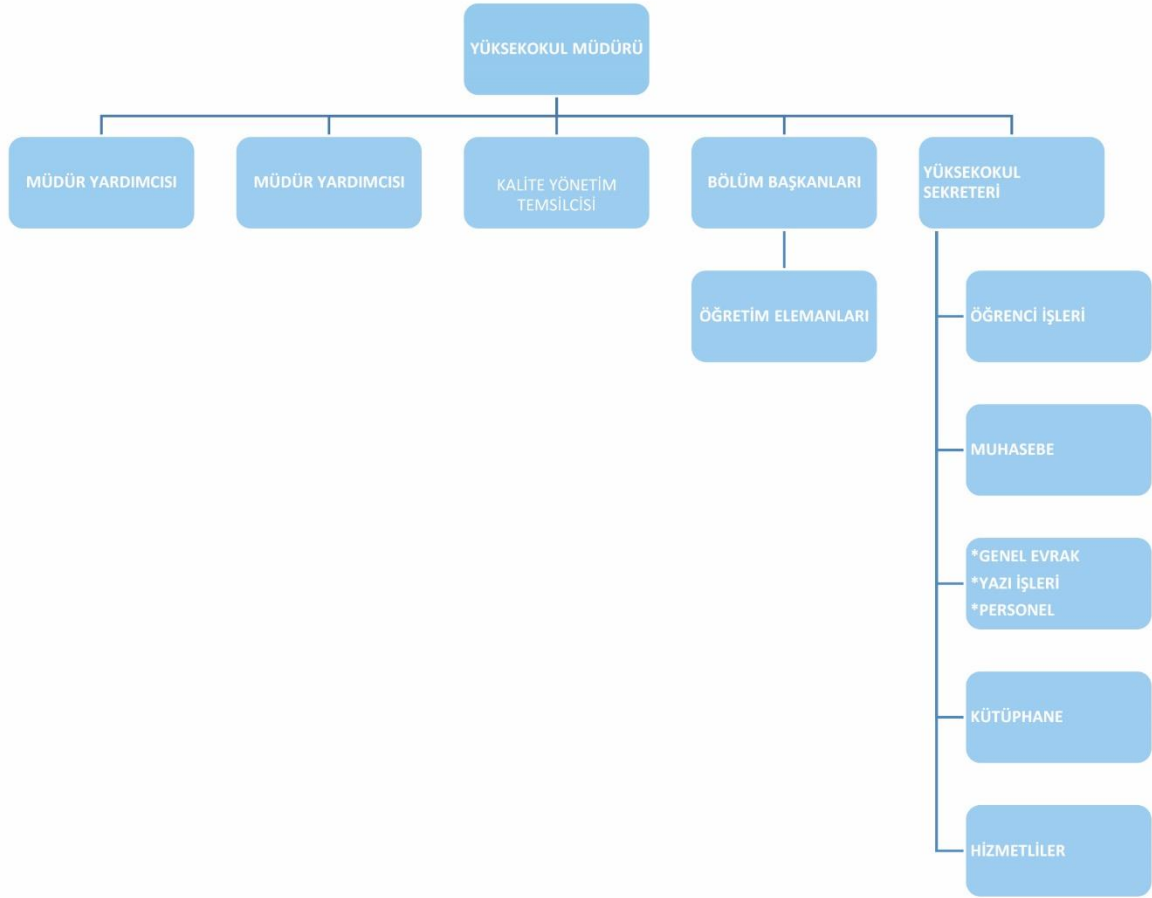 YÜKSEKOKUL MÜDÜRÜ
MÜDÜR YARDIMCISI
MÜDÜR YARDIMCISI
KALİTE YÖNETİM
TEMSİLCİSİ
BÖLÜM BAŞKANLARI
YÜKSEKOKUL
SEKRETERİ
ÖĞRETİM ELEMANLARI
ÖĞRENCİ İŞLERİ
MUHASEBE
*GENEL EVRAK
*YAZI İŞLERİ
*PERSONEL
KÜTÜPHANE
HİZMETLİLER